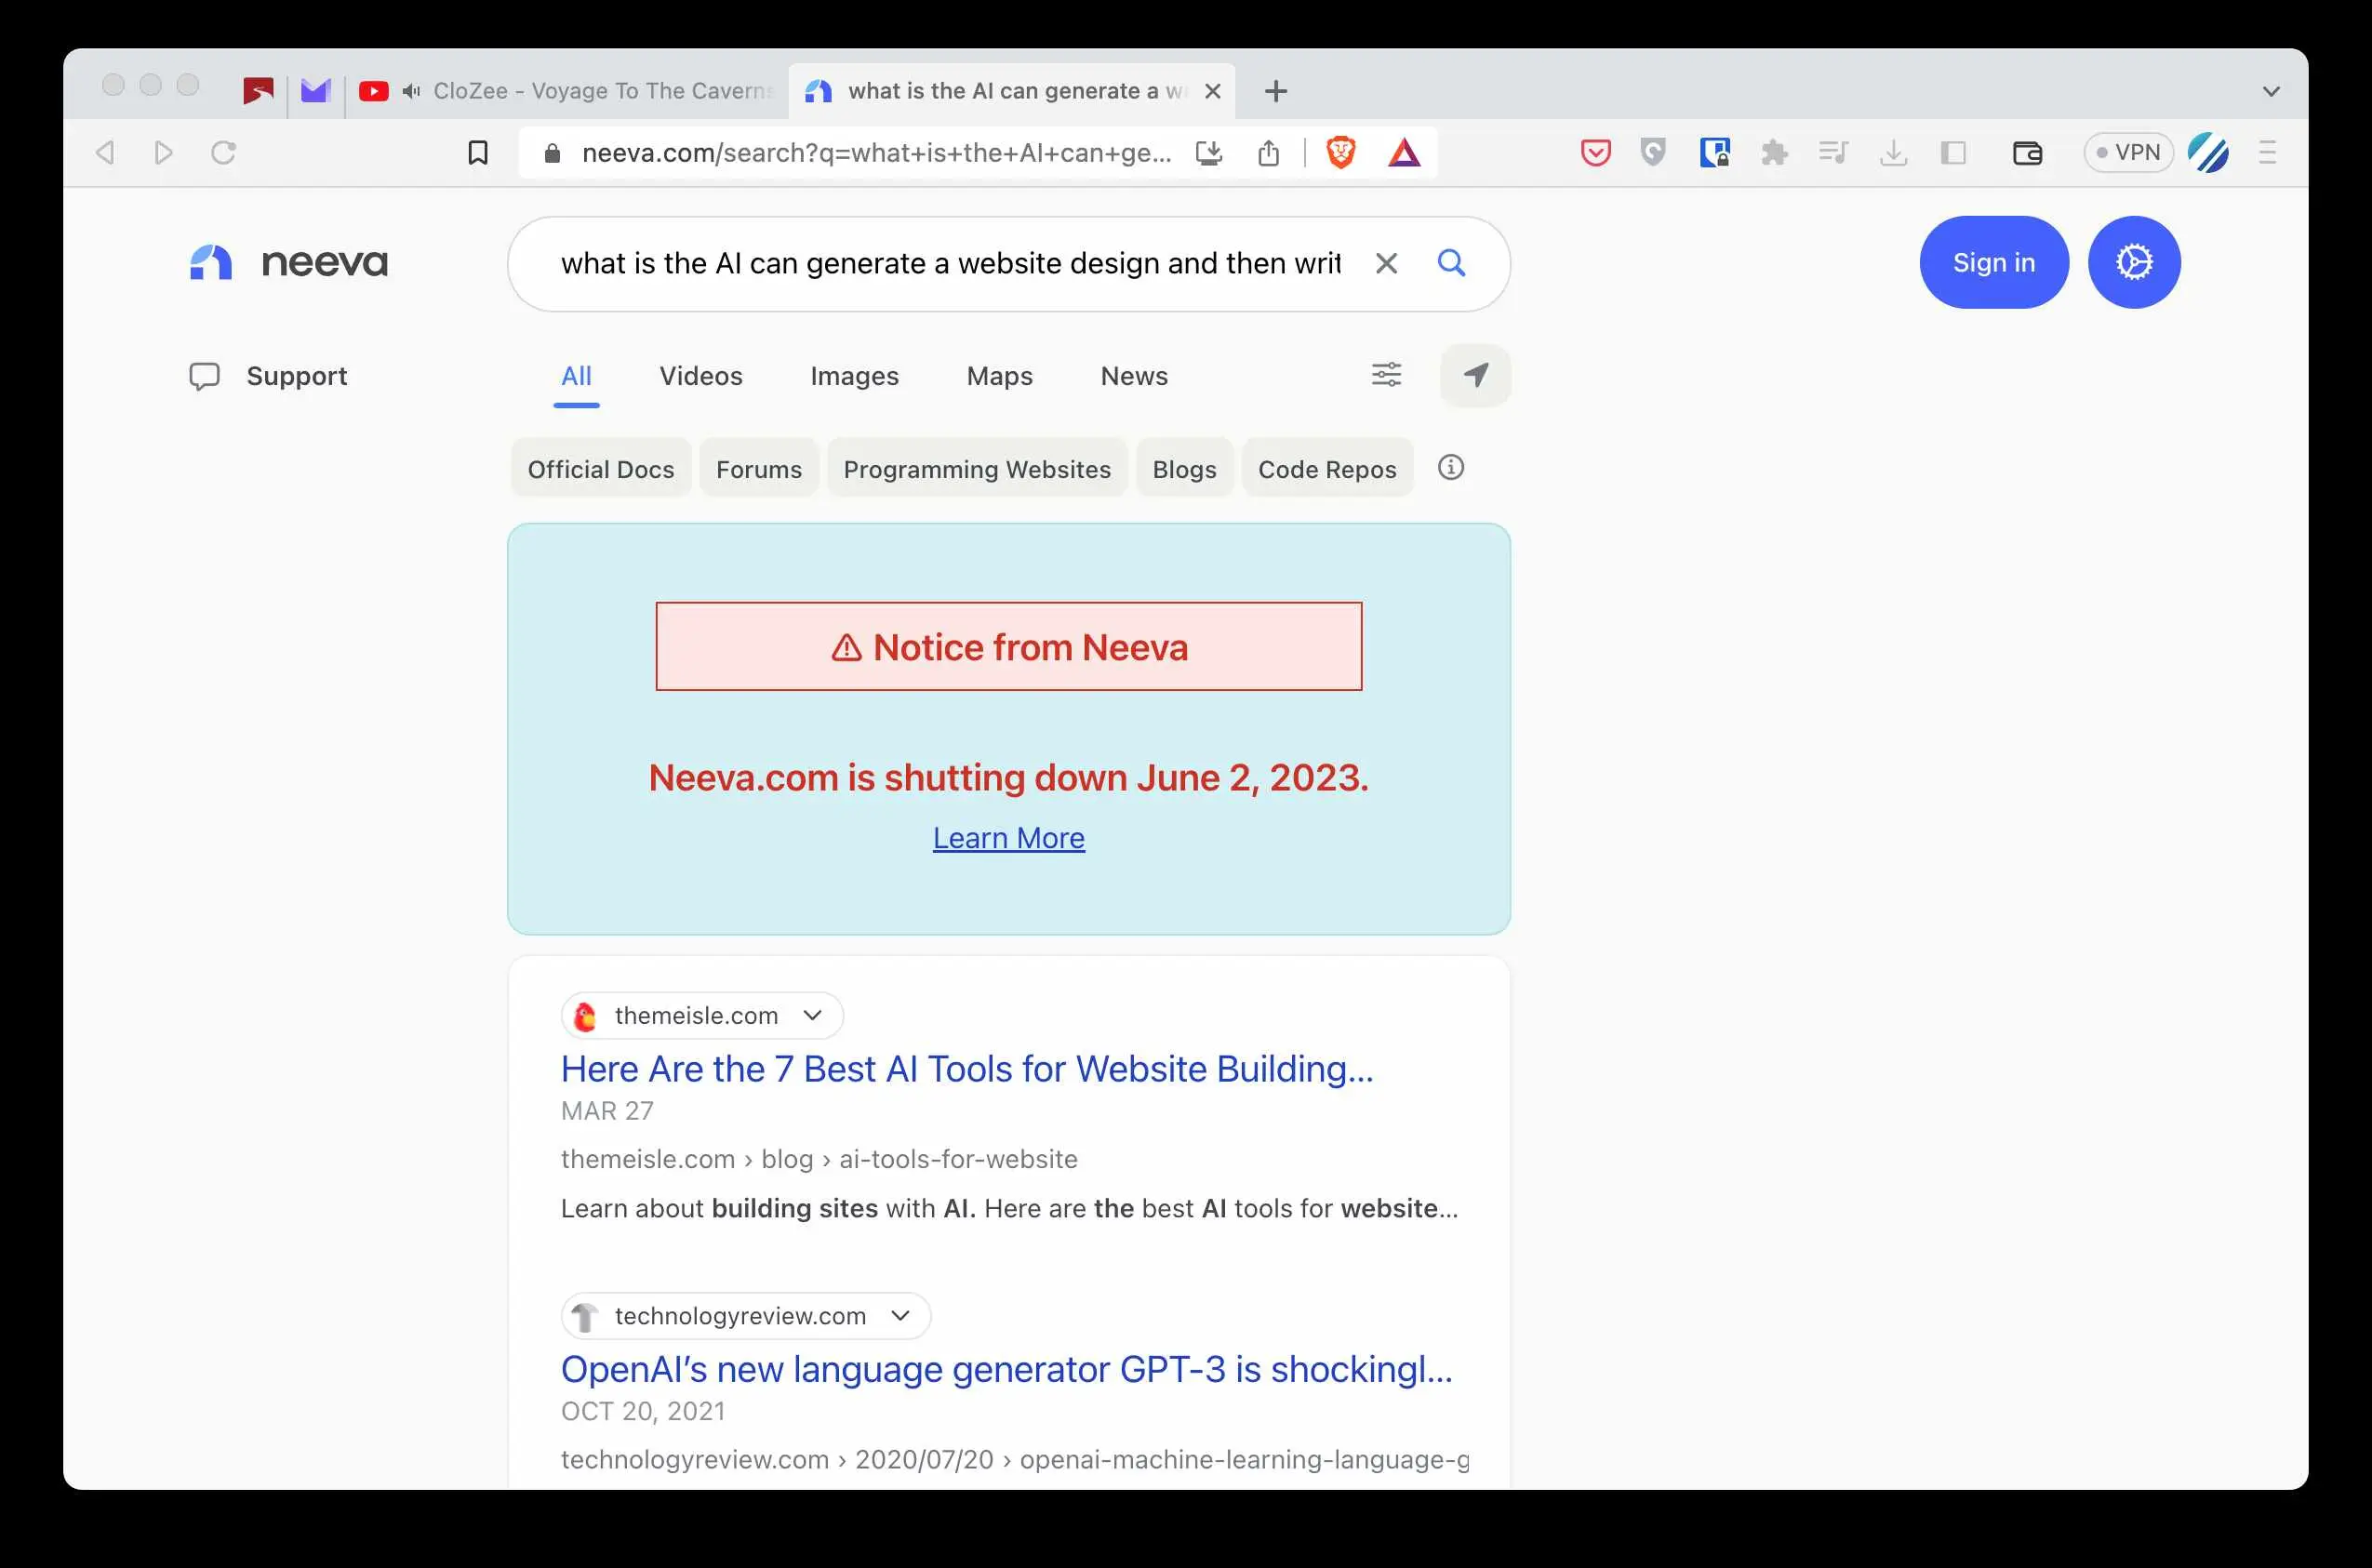 CloZee - Voyage To The Caverns
what is the AI can generate a w
neeva.com/search?q=what+is+the+AI+can+ge...
VPN
neeva
what is the AI can generate a website design and then writ
Sign in
Support
All Videos Images Maps News
Official Docs Forums Programming Websites Blogs Code Repos
Notice from Neeva
Neeva.com is shutting down June 2, 2023.
Learn More
themeisle.com
Here Are the 7 Best AI Tools for Website Building...
MAR 27
themeisle.com › blog › ai-tools-for-website
Learn about building sites with AI. Here are the best AI tools for website...
technologyreview.com
OpenAI’s new language generator GPT-3 is shockingl...
OCT 20, 2021
technologyreview.com › 2020/07/20 › openai-machine-learning-language-g